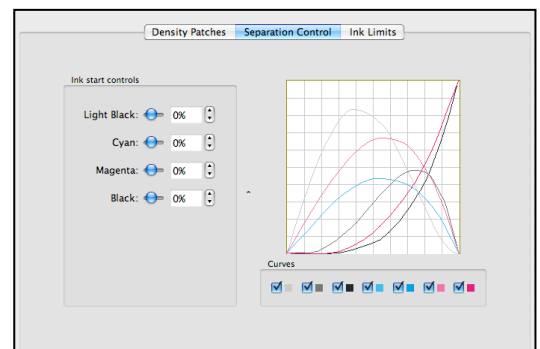 Density Patches Separation Control Ink Limits
Ink start controls
Light Black: 0%
Cyan: 0%
Magenta: 0%
Black: 0%
Curves